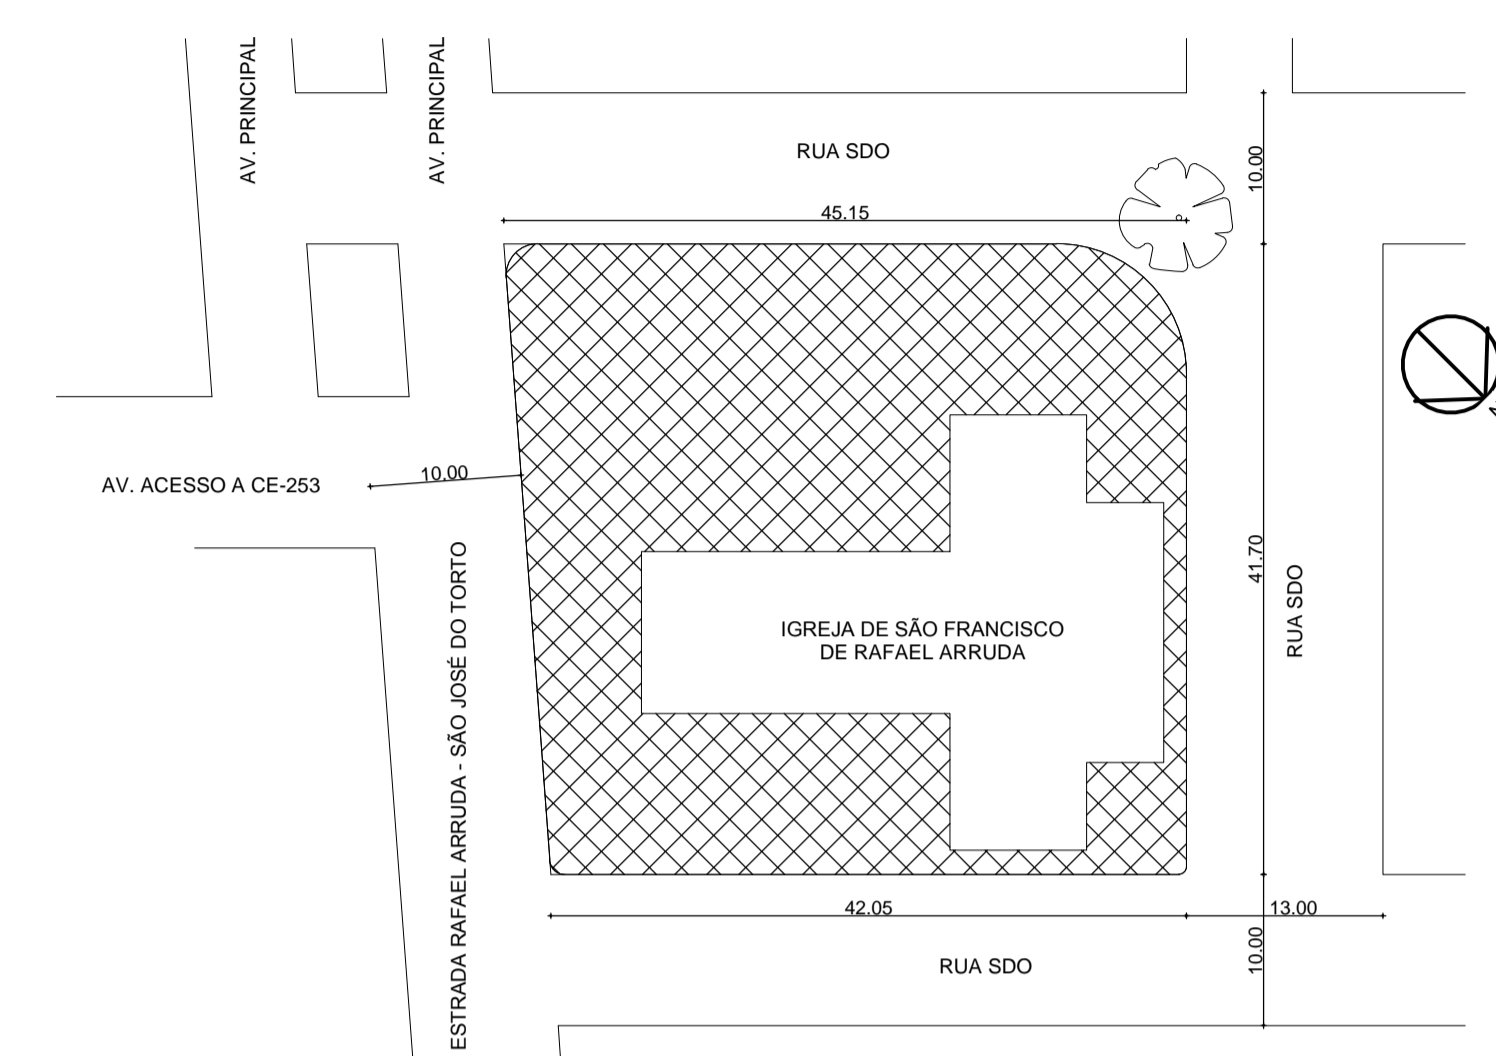 AV. PRINCIPAL
AV. PRINCIPAL
RUA SDO
10.00
45.15
10.00
AV. ACESSO A CE-253
41.70
RUA SDO
IGREJA DE SÃO FRANCISCO
DE RAFAEL ARRUDA
ESTRADA RAFAEL ARRUDA - SÃO JOSÉ DO TORTO
42.05
13.00
10.00
RUA SDO